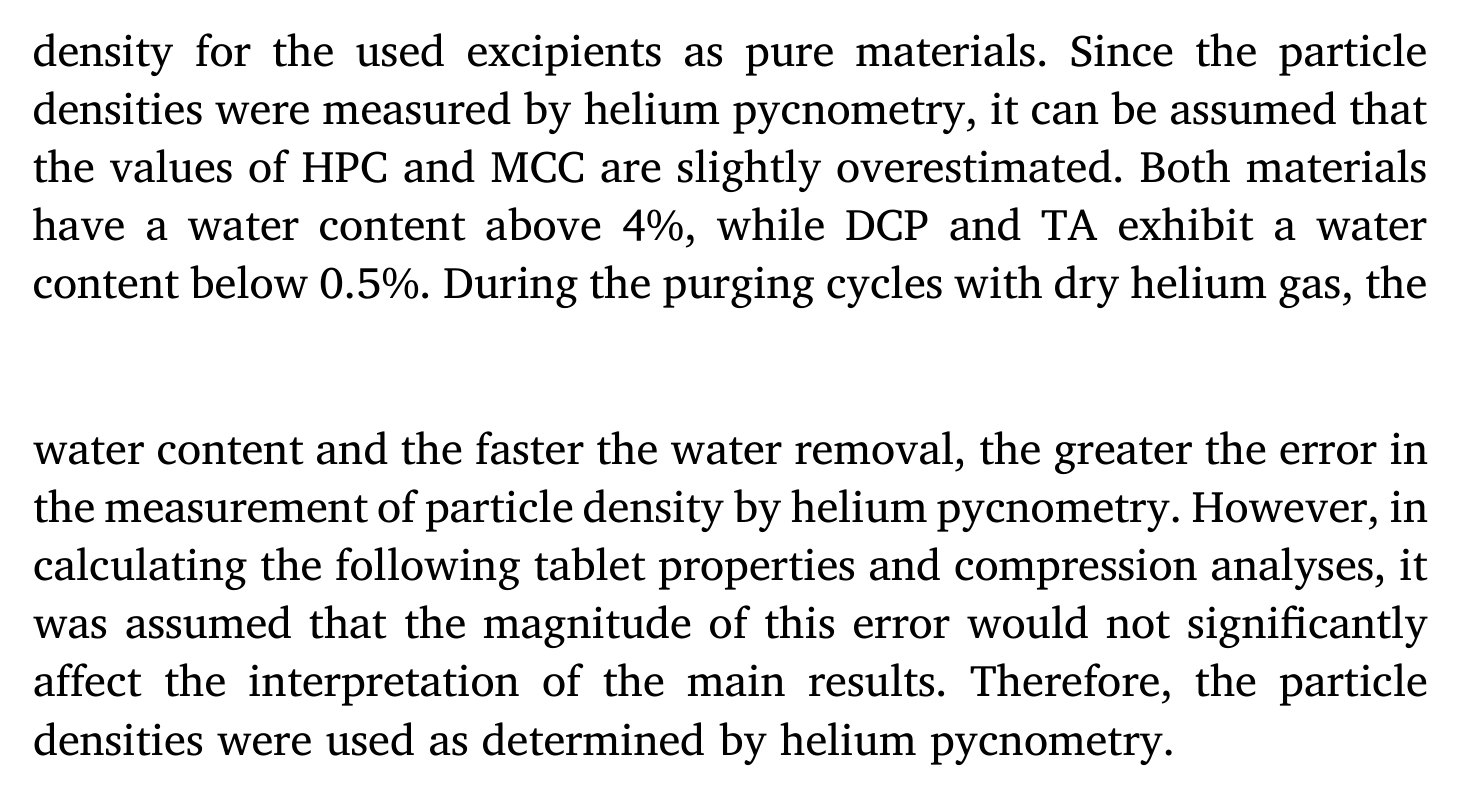 density for the used excipients as pure materials. Since the particle
densities were measured by helium pycnometry, it can be assumed that
the values of HPC and MCC are slightly overestimated. Both materials
have a water content above 4%, while DCP and TA exhibit a water
content below 0.5%. During the purging cycles with dry helium gas, the
water content and the faster the water removal, the greater the error in
the measurement of particle density by helium pycnometry. However, in
calculating the following tablet properties and compression analyses, it
was assumed that the magnitude of this error would not significantly
affect the interpretation of the main results. Therefore, the particle
densities were used as determined by helium pycnometry.